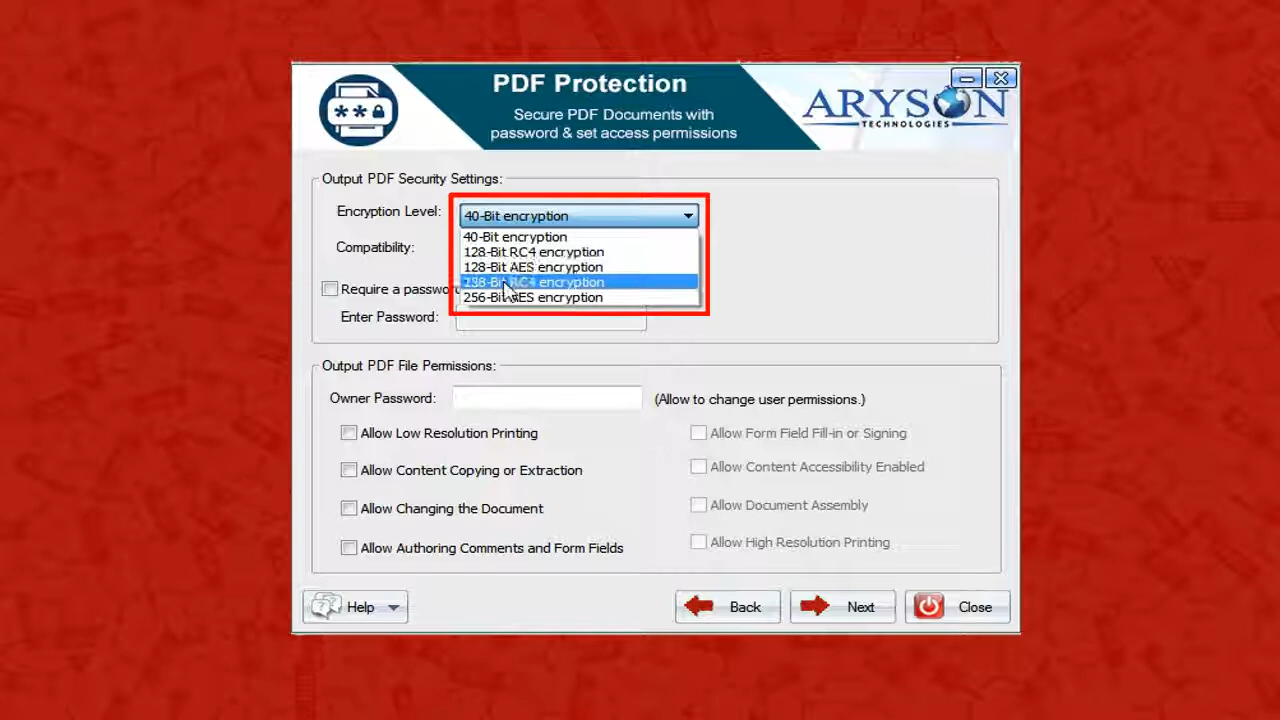 PDF Protection
Secure PDF Documents with
password & set access permissions
ARYSON
TECHNOLOGIES
Output PDF Security Settings:
Encryption Level:
40-Bit encryption
40-Bit encryption
128-Bit RC4 encryption
Compatibility:
128-Bit AES encryption
RC4 encryption
Require a password
256-Bit AES encryption
Enter Password:
Output PDF File Permissions:
Owner Password:
(Allow to change user permissions.)
Allow Low Resolution Printing
Allow Form Field Fill-in or Signing
Allow Content Copying or Extraction
Allow Content Accessibility Enabled
Allow Changing the Document
Allow Document Assembly
Allow Authoring Comments and Form Fields
Allow High Resolution Printing
Help
Back
Next
Close